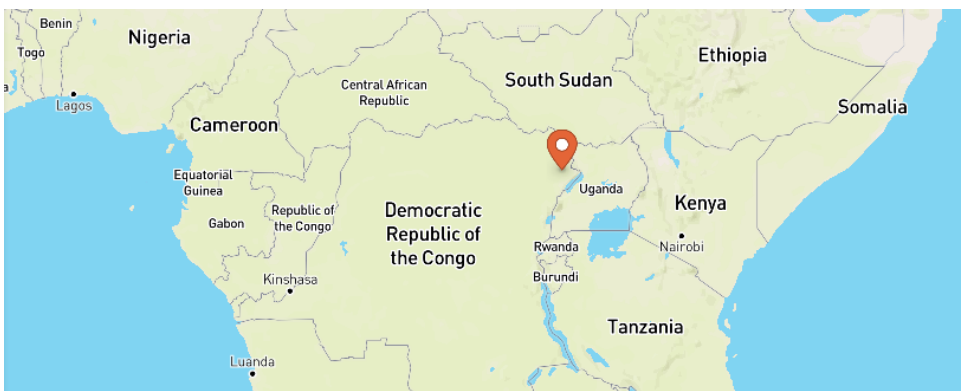 Benin
Nigeria
Togo
Lagos
Cameroon
Central African
Republic
South Sudan
Ethiopia
Somalia
Equatorial
Guinea
Gabon
Republic of
the Congo
Democratic
Republic of
the Congo
Uganda
Kenya
Nairobi
Rwanda
Burundi
Kinshasa
Tanzania
Luanda